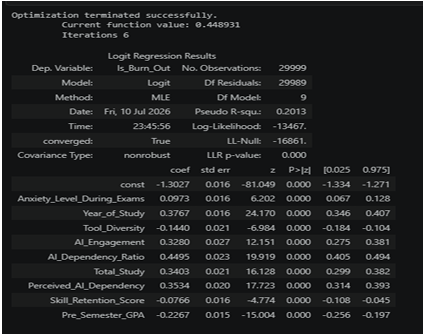 Optimization terminated successfully.
Current function value: 0.448931
Iterations 6
Logit Regression Results
Dep. Variable: Is_Burn_Out No. Observations: 29999
Model: Logit Df Residuals: 29989
Method: MLE Df Model: 9
Date: Fri, 10 Jul 2026 Pseudo R-squ.: 0.2013
Time: 23:45:56 Log-Likelihood: -13467.
converged: True LL-Null: -16861.
Covariance Type: nonrobust LLR p-value: 0.000
coef std err z P>|z| [0.025 0.975]
const -1.3027 0.016 -81.049 0.000 -1.334 -1.271
Anxiety_Level_During_Exams 0.0973 0.016 6.202 0.000 0.067 0.128
Year_of_Study 0.3767 0.016 24.170 0.000 0.346 0.407
Tool_Diversity -0.1440 0.021 -6.984 0.000 -0.184 -0.104
AI_Engagement 0.3280 0.027 12.151 0.000 0.275 0.381
AI_Dependency_Ratio 0.4495 0.023 19.919 0.000 0.405 0.494
Total_Study 0.3403 0.021 16.128 0.000 0.299 0.382
Perceived_AI_Dependency 0.3534 0.020 17.723 0.000 0.314 0.393
Skill_Retention_Score -0.0766 0.016 -4.774 0.000 -0.108 -0.045
Pre_Semester_GPA -0.2267 0.015 -15.004 0.000 -0.256 -0.197